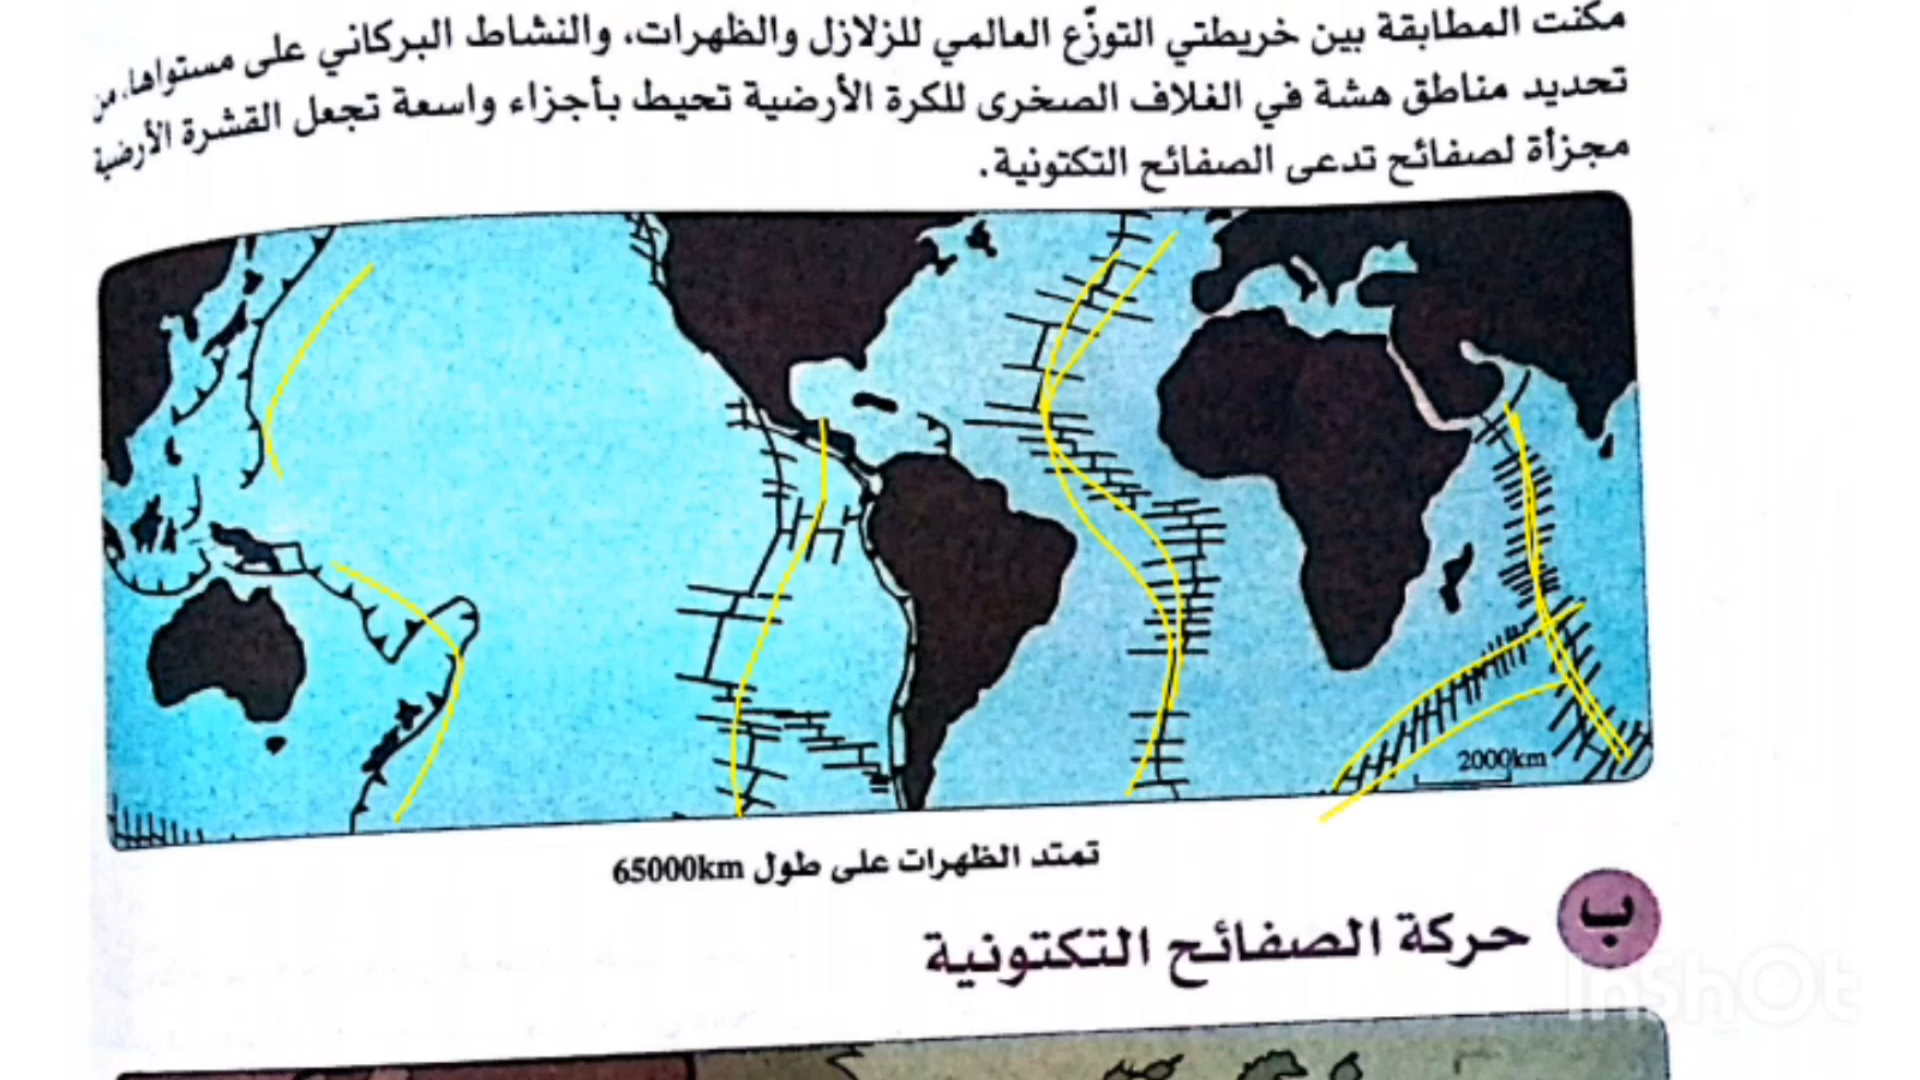 مكنت المطابقة بين خريطتي التوزّع العالمي للزلازل والظهرات، والنشاط البركاني على مستواها، من
تحديد مناطق هشة في الغلاف الصخرى للكرة الأرضية تحيط بأجزاء واسعة تجعل القشرة الأرضية
مجزأة لصفائح تدعى الصفائح التكتونية.
2000km
تمتد الظهرات على طول 65000km
ب
حركة الصفائح التكتونية
InShOt